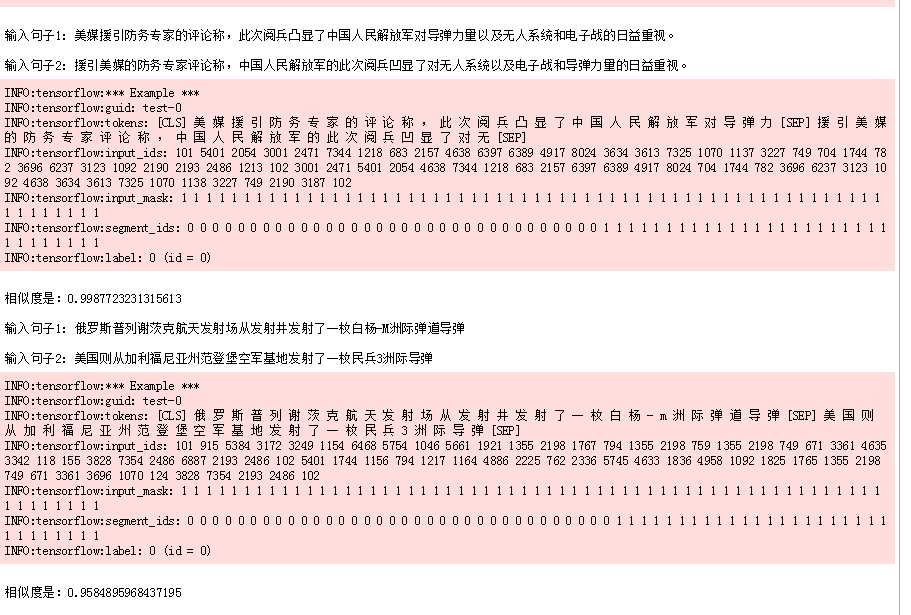 输入句子1: 美媒援引防务专家的评论称，此次阅兵凸显了中国人民解放军对导弹力量以及无人系统和电子战的日益重视。
输入句子2: 援引美媒的防务专家评论称，中国人民解放军的此次阅兵凹显了对无人系统以及电子战和导弹力量的日益重视。
INFO:tensorflow:*** Example ***
INFO:tensorflow:guid: test-0
INFO:tensorflow:tokens: [CLS] 美 媒 援 引 防 务 专 家 的 评 论 称 ， 此 次 阅 兵 凸 显 了 中 国 人 民 解 放 军 对 导 弹 力 [SEP] 援 引 美 媒
的 防 务 专 家 评 论 称 ， 中 国 人 民 解 放 军 的 此 次 阅 兵 凹 显 了 对 无 [SEP]
INFO:tensorflow:input_ids: 101 5401 2054 3001 2471 7344 1218 683 2157 4638 6397 6389 4917 8024 3634 3613 7325 1070 1137 3227 749 704 1744 78
2 3696 6237 3123 1092 2190 2193 2486 1213 102 3001 2471 5401 2054 4638 7344 1218 683 2157 6397 6389 4917 8024 704 1744 782 3696 6237 3123 10
92 4638 3634 3613 7325 1070 1138 3227 749 2190 3187 102
INFO:tensorflow:input_mask: 1 1 1 1 1 1 1 1 1 1 1 1 1 1 1 1 1 1 1 1 1 1 1 1 1 1 1 1 1 1 1 1 1 1 1 1 1 1 1 1 1 1 1 1 1 1 1 1 1 1 1 1 1 1 1 1
1 1 1 1 1 1 1 1
INFO:tensorflow:segment_ids: 0 0 0 0 0 0 0 0 0 0 0 0 0 0 0 0 0 0 0 0 0 0 0 0 0 0 0 0 0 0 0 0 0 1 1 1 1 1 1 1 1 1 1 1 1 1 1 1 1 1 1 1 1 1 1 1
1 1 1 1 1 1 1 1
INFO:tensorflow:label: 0 (id = 0)
相似度是: 0.9987723231315613
输入句子1: 俄罗斯普列谢茨克航天发射场从发射井发射了一枚白杨-M洲际弹道导弹
输入句子2: 美国则从加利福尼亚州范登堡空军基地发射了一枚民兵3洲际导弹
INFO:tensorflow:*** Example ***
INFO:tensorflow:guid: test-0
INFO:tensorflow:tokens: [CLS] 俄 罗 斯 普 列 谢 茨 克 航 天 发 射 场 从 发 射 井 发 射 了 一 枚 白 杨 - m 洲 际 弹 道 导 弹 [SEP] 美 国 则
从 加 利 福 尼 亚 州 范 登 堡 空 军 基 地 发 射 了 一 枚 民 兵 3 洲 际 导 弹 [SEP]
INFO:tensorflow:input_ids: 101 915 5384 3172 3249 1154 6468 5754 1046 5661 1921 1355 2198 1767 794 1355 2198 759 1355 2198 749 671 3361 4635
3342 118 155 3828 7354 2486 6887 2193 2486 102 5401 1744 1156 794 1217 1164 4886 2225 762 2336 5745 4633 1836 4958 1092 1825 1765 1355 2198
749 671 3361 3696 1070 124 3828 7354 2193 2486 102
INFO:tensorflow:input_mask: 1 1 1 1 1 1 1 1 1 1 1 1 1 1 1 1 1 1 1 1 1 1 1 1 1 1 1 1 1 1 1 1 1 1 1 1 1 1 1 1 1 1 1 1 1 1 1 1 1 1 1 1 1 1 1 1
1 1 1 1 1 1 1 1
INFO:tensorflow:segment_ids: 0 0 0 0 0 0 0 0 0 0 0 0 0 0 0 0 0 0 0 0 0 0 0 0 0 0 0 0 0 0 0 0 0 0 1 1 1 1 1 1 1 1 1 1 1 1 1 1 1 1 1 1 1 1 1 1
1 1 1 1 1 1 1 1
INFO:tensorflow:label: 0 (id = 0)
相似度是: 0.9584895968437195